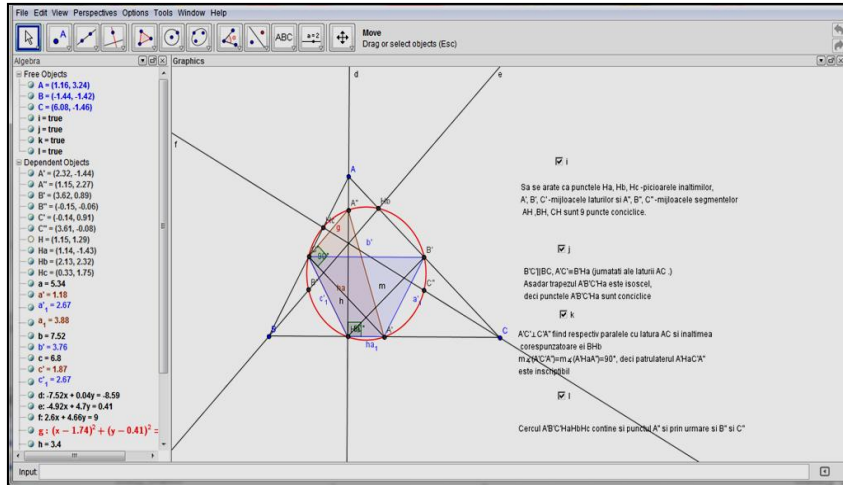 File Edit View Perspectives Options Tools Window Help
A
ABC
a=2
Move
Drag or select objects (Esc)
Algebra
Graphics
Free Objects
A = (1.16, 3.24)
B = (-1.44, -1.42)
C = (6.08, -1.46)
i = true
j = true
k = true
l = true
Dependent Objects
A' = (2.32, -1.44)
A'' = (1.15, 2.27)
B' = (3.62, 0.89)
B'' = (-0.15, -0.06)
C' = (-0.14, 0.91)
C'' = (3.61, -0.08)
H = (1.15, 1.29)
Ha = (1.14, -1.43)
Hb = (2.13, 2.32)
Hc = (0.33, 1.75)
a = 5.34
a' = 1.18
a'₁ = 2.67
a₁ = 3.88
b = 7.52
b' = 3.76
c = 6.8
c' = 1.87
c'₁ = 2.67
d: -7.52x + 0.04y = -8.59
e: -4.92x + 4.7y = 0.41
f: 2.6x + 4.66y = 9
g : (x − 1.74)² + (y − 0.41)² =
h = 3.4
Input:
d
e
f
A
A''
Hb
Hc
g
b'
B'
ha
m
h
c'₁
a'₁
C''
B
A'
ha₁
C
i
Sa se arate ca punctele Ha, Hb, Hc -picioarele inaltimilor,
A', B', C' -mijloacele laturilor si A'', B'', C'' -mijloacele segmentelor
AH ,BH, CH sunt 9 puncte conciclice.
j
B'C'||BC, A'C'=B'Ha (jumatati ale laturii AC .)
Asadar trapezul A'B'C'Ha este isoscel,
deci punctele A'B'C'Ha sunt conciclice
k
A'C'⊥C'A'' fiind respectiv paralele cu latura AC si inaltimea
corespunzatoare ei BHb
m∡(A'C'A'')=m∡(A'HaA'')=90°, deci patrulaterul A'HaC'A''
este inscriptibil
l
Cercul A'B'C'HaHbHc contine si punctul A'' si prin urmare si B'' si C''